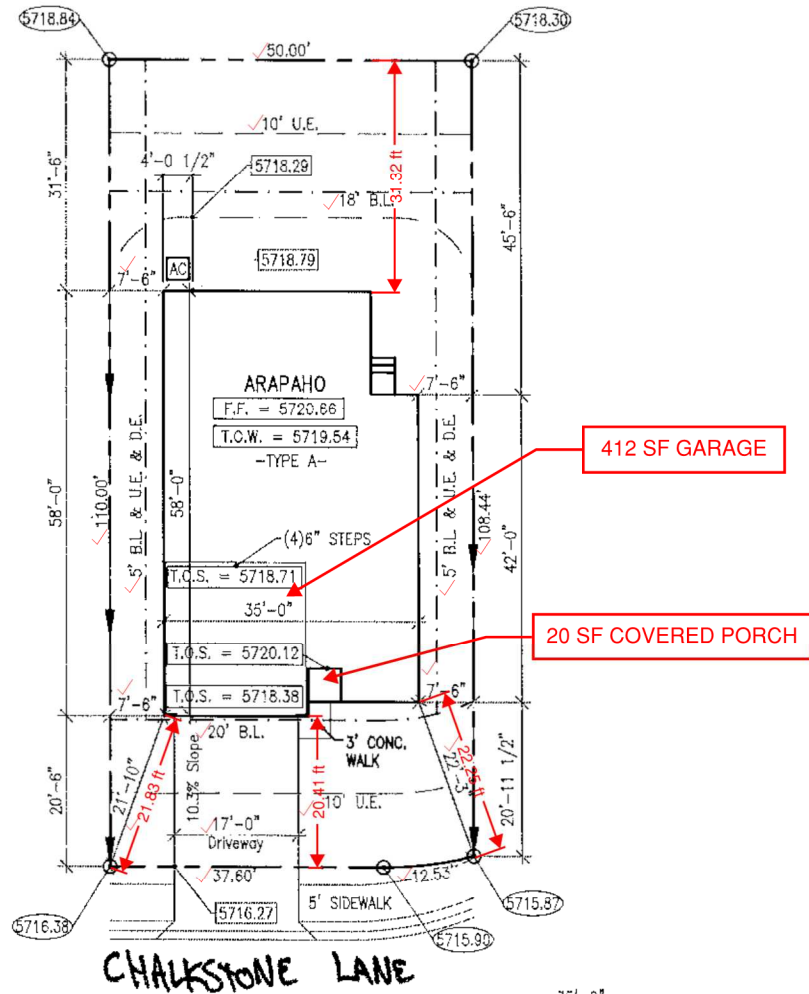 5718.84
5718.30
50.00'
10' U.E.
4'-0 1/2"
5718.29
31'-6"
31.32 ft
18' B.L.
45'-6"
5718.79
AC
7'-6"
ARAPAHO
7'-6"
F.F. = 5720.66
T.C.W. = 5719.54
-TYPE A-
412 SF GARAGE
58'-0"
110.00'
5' B.L & U.E. & D.E.
58'-0"
5' B.L & U.E. & D.E.
108.44'
42'-0"
(4)6" STEPS
T.O.S. = 5718.71
35'-0"
20 SF COVERED PORCH
T.O.S. = 5720.12
T.O.S. = 5718.38
7'-6"
7'-6"
20' B.L.
3' CONC.
WALK
20'-6"
21'-10"
21.83 ft
10.3% Slope
20.41 ft
22.25 ft
22'-3"
20'-11 1/2"
10' U.E.
17'-0"
Driveway
37.60'
12.53'
5716.27
5' SIDEWALK
5716.38
5715.90
5715.87
CHALKSTONE LANE